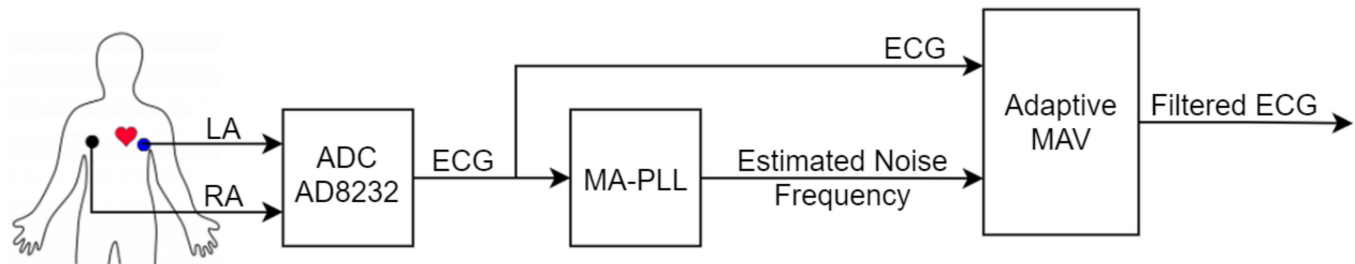 LA
RA
ADC
AD8232
ECG
ECG
MA-PLL
Estimated Noise
Frequency
Adaptive
MAV
Filtered ECG